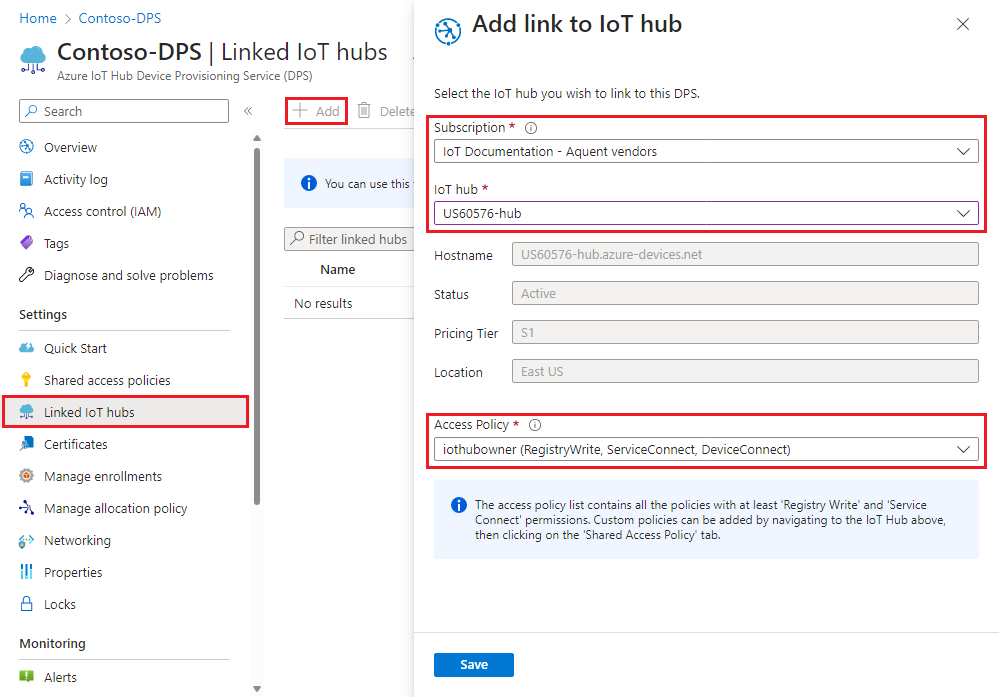 Home > Contoso-DPS
Contoso-DPS | Linked IoT hubs
Azure IoT Hub Device Provisioning Service (DPS)
Search
Overview
Activity log
Access control (IAM)
Tags
Diagnose and solve problems
Settings
Quick Start
Shared access policies
Linked IoT hubs
Certificates
Manage enrollments
Manage allocation policy
Networking
Properties
Locks
Monitoring
Alerts
Add Delete
You can use this
Filter linked hubs
Name
No results
Add link to IoT hub
Select the IoT hub you wish to link to this DPS.
Subscription *
IoT Documentation - Aquent vendors
IoT hub *
US60576-hub
Hostname US60576-hub.azure-devices.net
Status Active
Pricing Tier S1
Location East US
Access Policy *
iothubowner (RegistryWrite, ServiceConnect, DeviceConnect)
The access policy list contains all the policies with at least 'Registry Write' and 'Service
Connect' permissions. Custom policies can be added by navigating to the IoT Hub above,
then clicking on the 'Shared Access Policy' tab.
Save